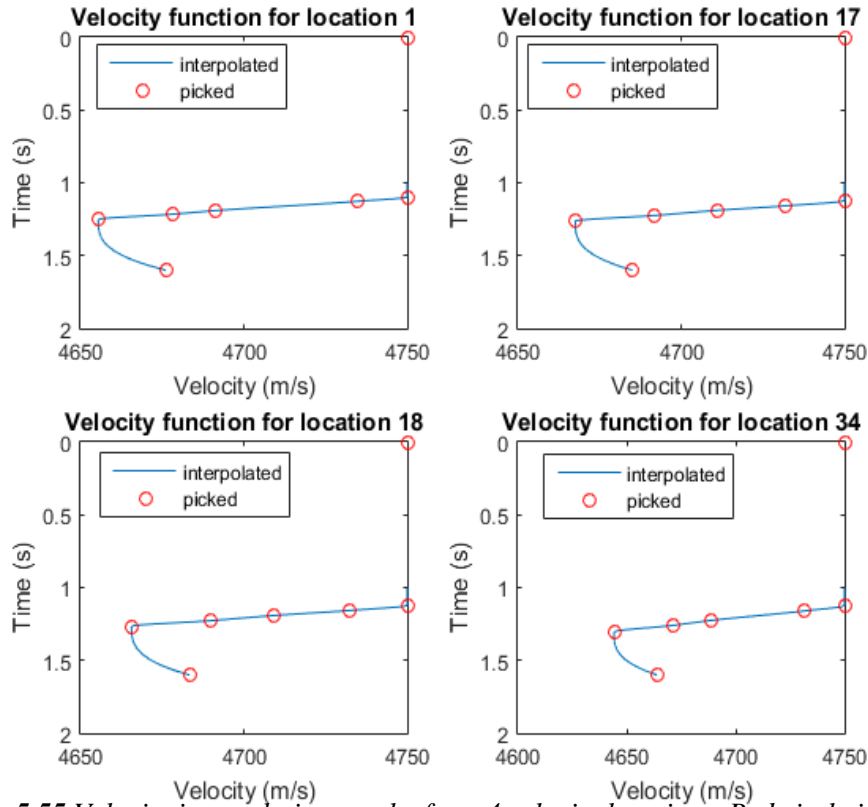 Velocity function for location 1
interpolated
picked
0
0.5
1
1.5
2
Time (s)
4650
4700
4750
Velocity (m/s)
Velocity function for location 17
interpolated
picked
0
0.5
1
1.5
2
Time (s)
4650
4700
4750
Velocity (m/s)
Velocity function for location 18
interpolated
picked
0
0.5
1
1.5
2
Time (s)
4650
4700
4750
Velocity (m/s)
Velocity function for location 34
interpolated
picked
0
0.5
1
1.5
2
Time (s)
4600
4650
4700
4750
Velocity (m/s)
5.55